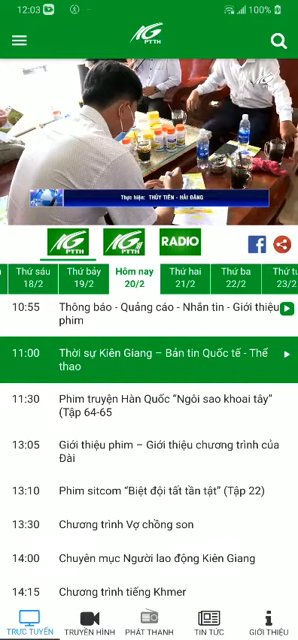 12:03
100%
PTTH
Thực hiện: THỦY TIÊN - HẢI ĐĂNG
PTTH
RADIO
Thứ sáu
18/2
Thứ bảy
19/2
Hôm nay
20/2
Thứ hai
21/2
Thứ ba
22/2
Thứ tư
23/2
10:55 Thông báo - Quảng cáo - Nhắn tin - Giới thiệu
phim
11:00 Thời sự Kiên Giang – Bản tin Quốc tế - Thể
thao
11:30 Phim truyện Hàn Quốc “Ngôi sao khoai tây”
(Tập 64-65
13:05 Giới thiệu phim – Giới thiệu chương trình của
Đài
13:10 Phim sitcom “Biệt đội tất tần tật” (Tập 22)
13:30 Chương trình Vợ chồng son
14:00 Chuyên mục Người lao động Kiên Giang
14:15 Chương trình tiếng Khmer
TRỰC TUYẾN
TRUYỀN HÌNH
PHÁT THANH
TIN TỨC
GIỚI THIỆU